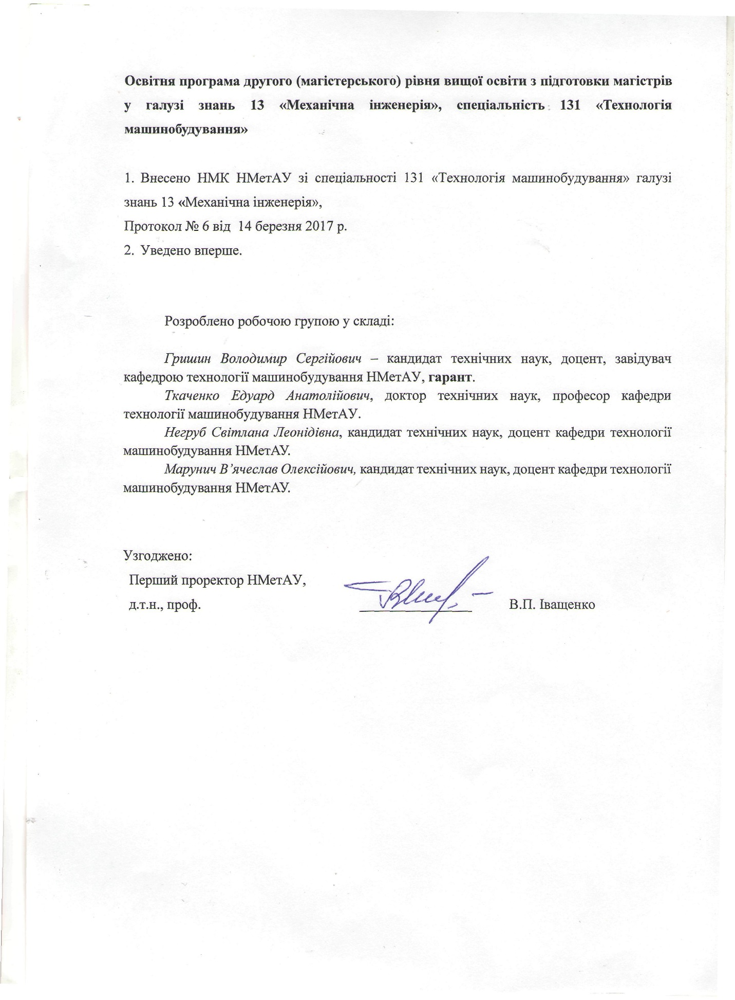 Освітня програма другого (магістерського) рівня вищої освіти з підготовки магістрів
у галузі знань 13 «Механічна інженерія», спеціальність 131 «Технологія
машинобудування»
1. Внесено НМК НМетАУ зі спеціальності 131 «Технологія машинобудування» галузі
знань 13 «Механічна інженерія»,
Протокол № 6 від 14 березня 2017 р.
2. Уведено вперше.
Розроблено робочою групою у складі:
Гришин Володимир Сергійович – кандидат технічних наук, доцент, завідувач
кафедрою технології машинобудування НМетАУ, гарант.
Ткаченко Едуард Анатолійович, доктор технічних наук, професор кафедри
технології машинобудування НМетАУ.
Негруб Світлана Леонідівна, кандидат технічних наук, доцент кафедри технології
машинобудування НМетАУ.
Марунич В’ячеслав Олексійович, кандидат технічних наук, доцент кафедри технології
машинобудування НМетАУ.
Узгоджено:
Перший проректор НМетАУ,
д.т.н., проф. В.П. Іващенко